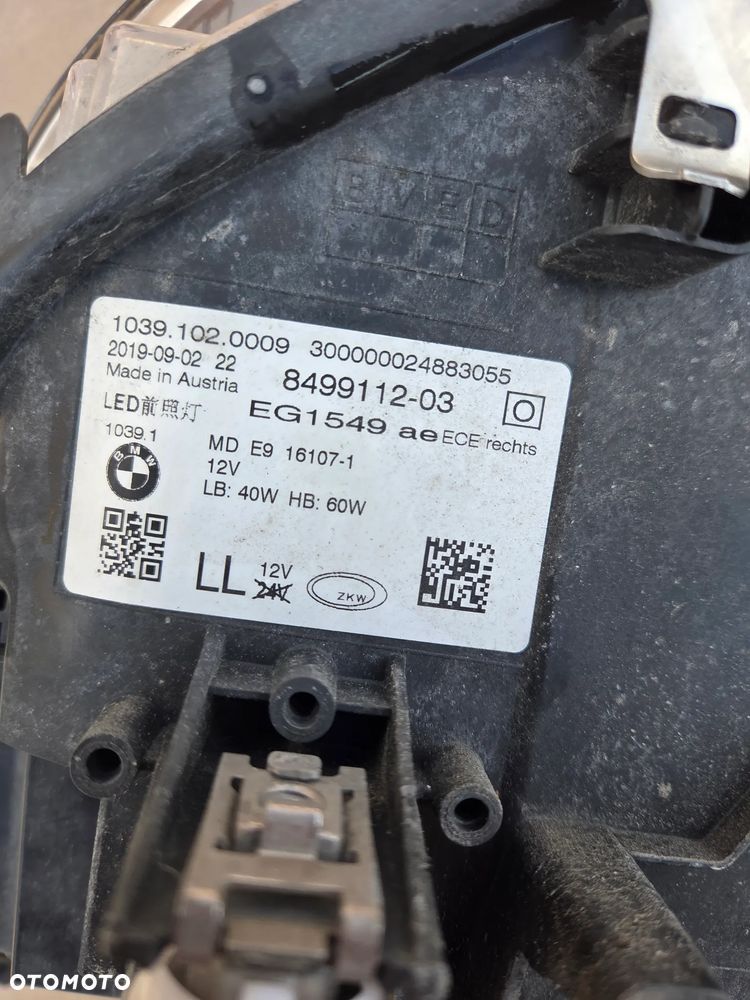 BVED
1039.102.0009 300000024883055
2019-09-02 22
Made in Austria
8499112-03
LED前照灯
EG1549 ae ECE rechts
1039.1
BMW
MD E9 16107-1
12V
LB: 40W HB: 60W
LL
12V
24V
ZKW
OTOMOTO